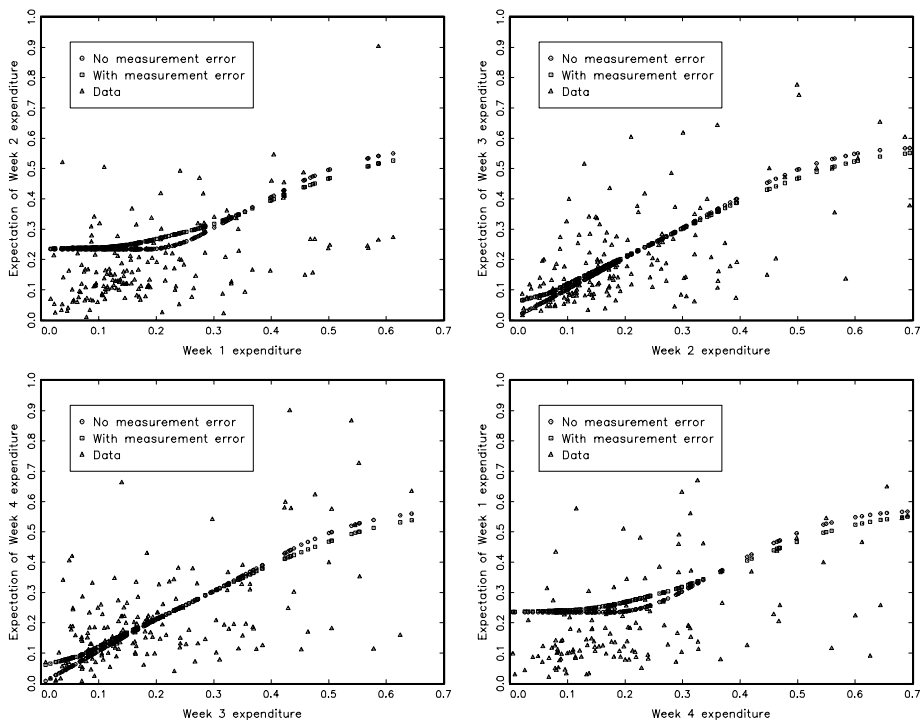 Expectation of Week 2 expenditure
1.0
0.9
0.8
0.7
0.6
0.5
0.4
0.3
0.2
0.1
0.0
No measurement error
With measurement error
Data
0.0 0.1 0.2 0.3 0.4 0.5 0.6 0.7
Week 1 expenditure
Expectation of Week 3 expenditure
1.0
0.9
0.8
0.7
0.6
0.5
0.4
0.3
0.2
0.1
0.0
No measurement error
With measurement error
Data
0.0 0.1 0.2 0.3 0.4 0.5 0.6 0.7
Week 2 expenditure
Expectation of Week 4 expenditure
1.0
0.9
0.8
0.7
0.6
0.5
0.4
0.3
0.2
0.1
0.0
No measurement error
With measurement error
Data
0.0 0.1 0.2 0.3 0.4 0.5 0.6 0.7
Week 3 expenditure
Expectation of Week 1 expenditure
1.0
0.9
0.8
0.7
0.6
0.5
0.4
0.3
0.2
0.1
0.0
No measurement error
With measurement error
Data
0.0 0.1 0.2 0.3 0.4 0.5 0.6 0.7
Week 4 expenditure